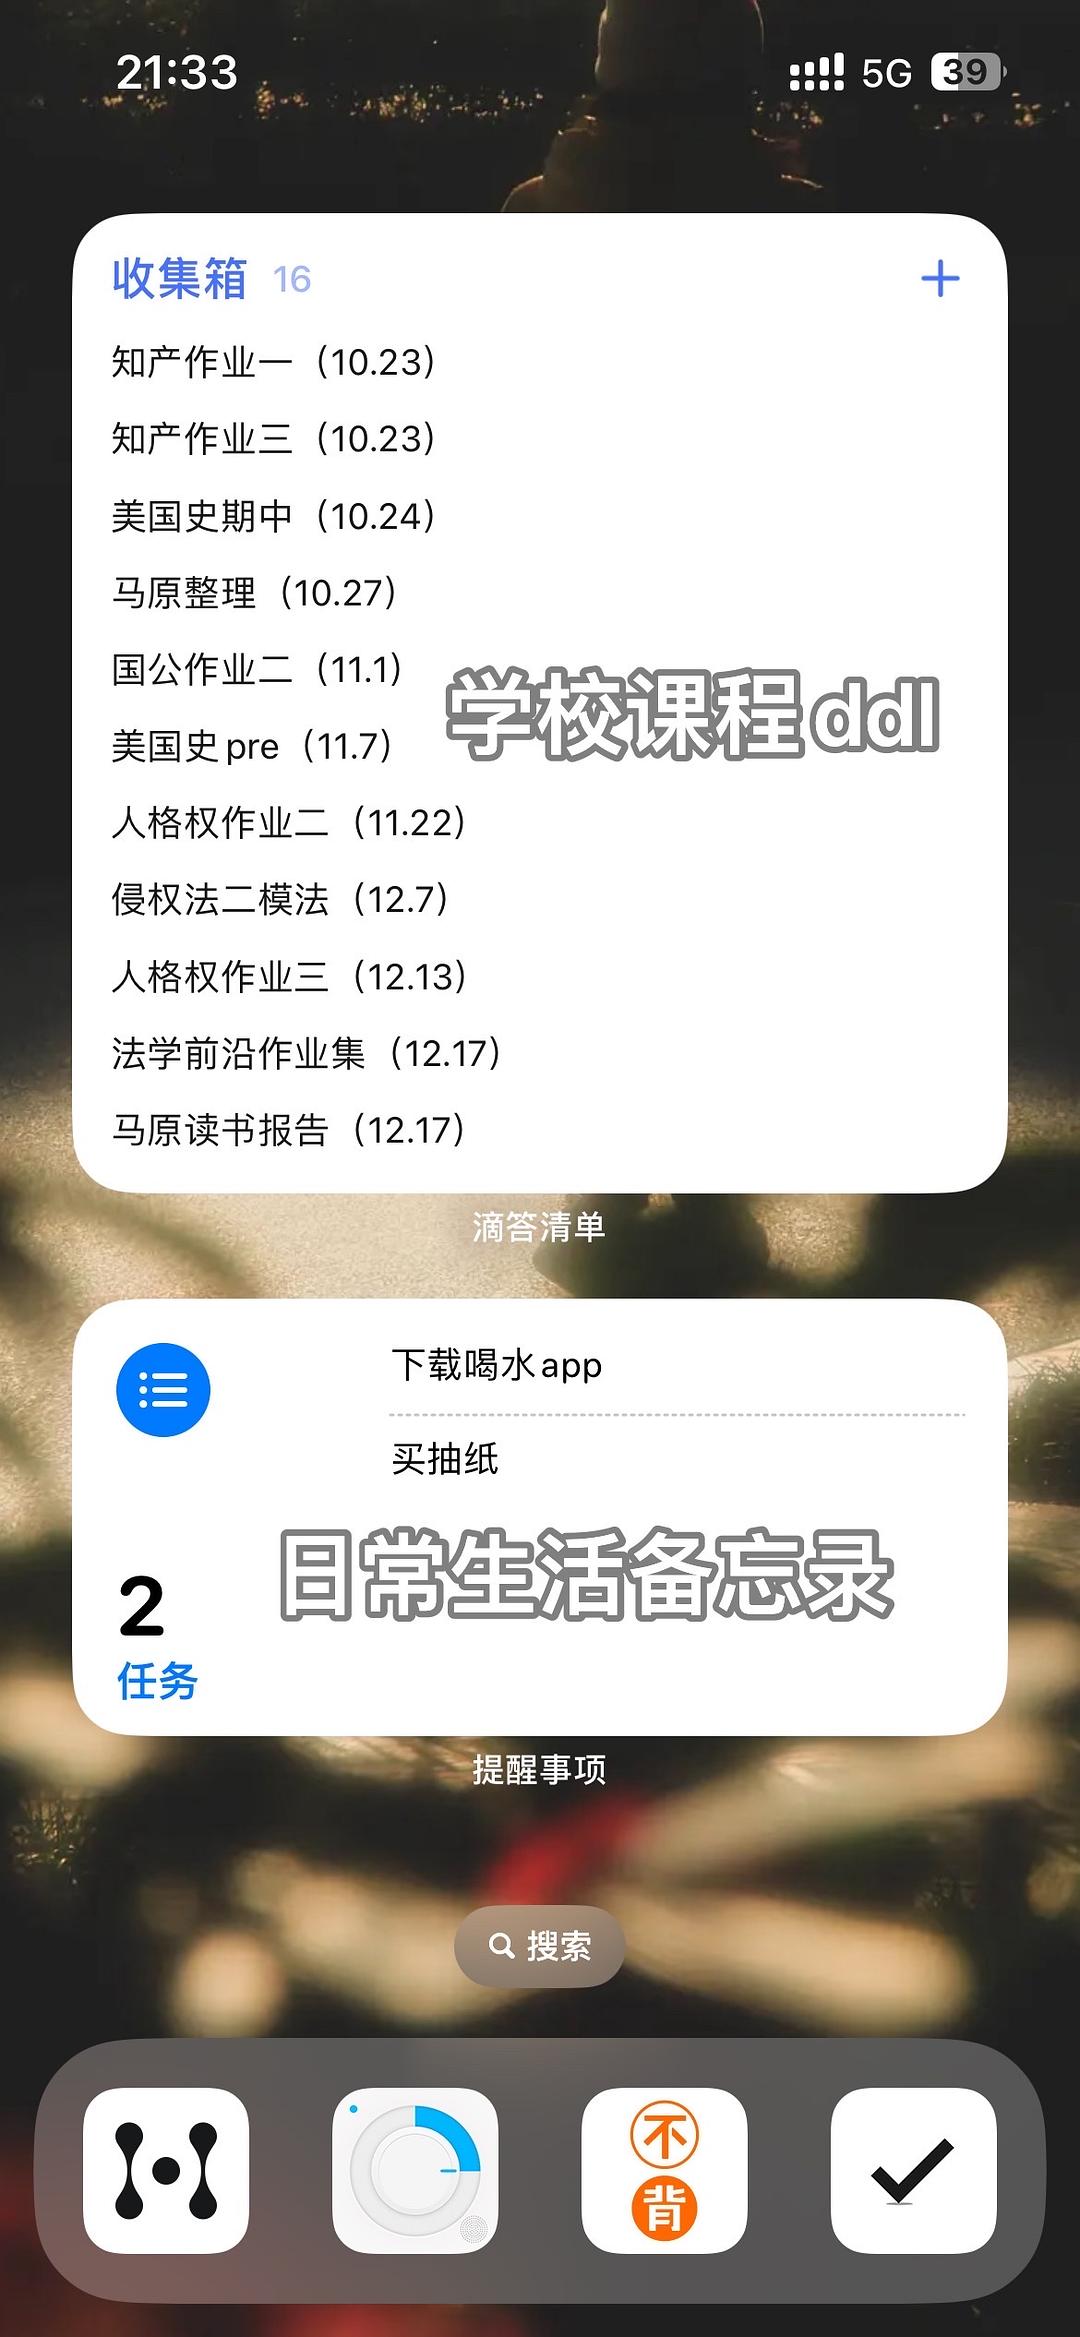 21:33 5G 39
收集箱 16
知产作业一（10.23）
知产作业三（10.23）
美国史期中（10.24）
马原整理（10.27）
国公作业二（11.1）
学校课程ddl
美国史pre（11.7）
人格权作业二（11.22）
侵权法二模法（12.7）
人格权作业三（12.13）
法学前沿作业集（12.17）
马原读书报告（12.17）
滴答清单
下载喝水app
买抽纸
日常生活备忘录
2
任务
提醒事项
搜索
不
背